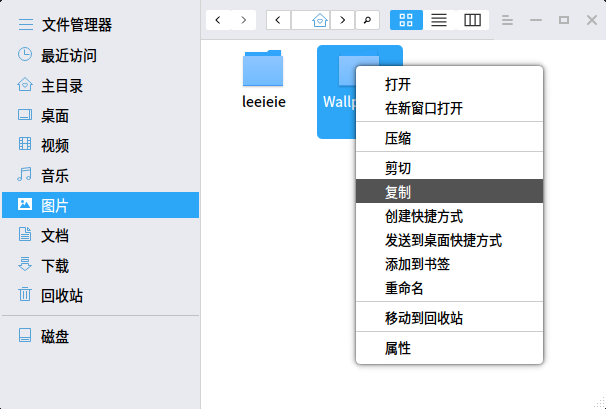 文件管理器
最近访问
主目录
桌面
视频
音乐
图片
文档
下载
回收站
磁盘
leeieie
Wallp
打开
在新窗口打开
压缩
剪切
复制
创建快捷方式
发送到桌面快捷方式
添加到书签
重命名
移动到回收站
属性